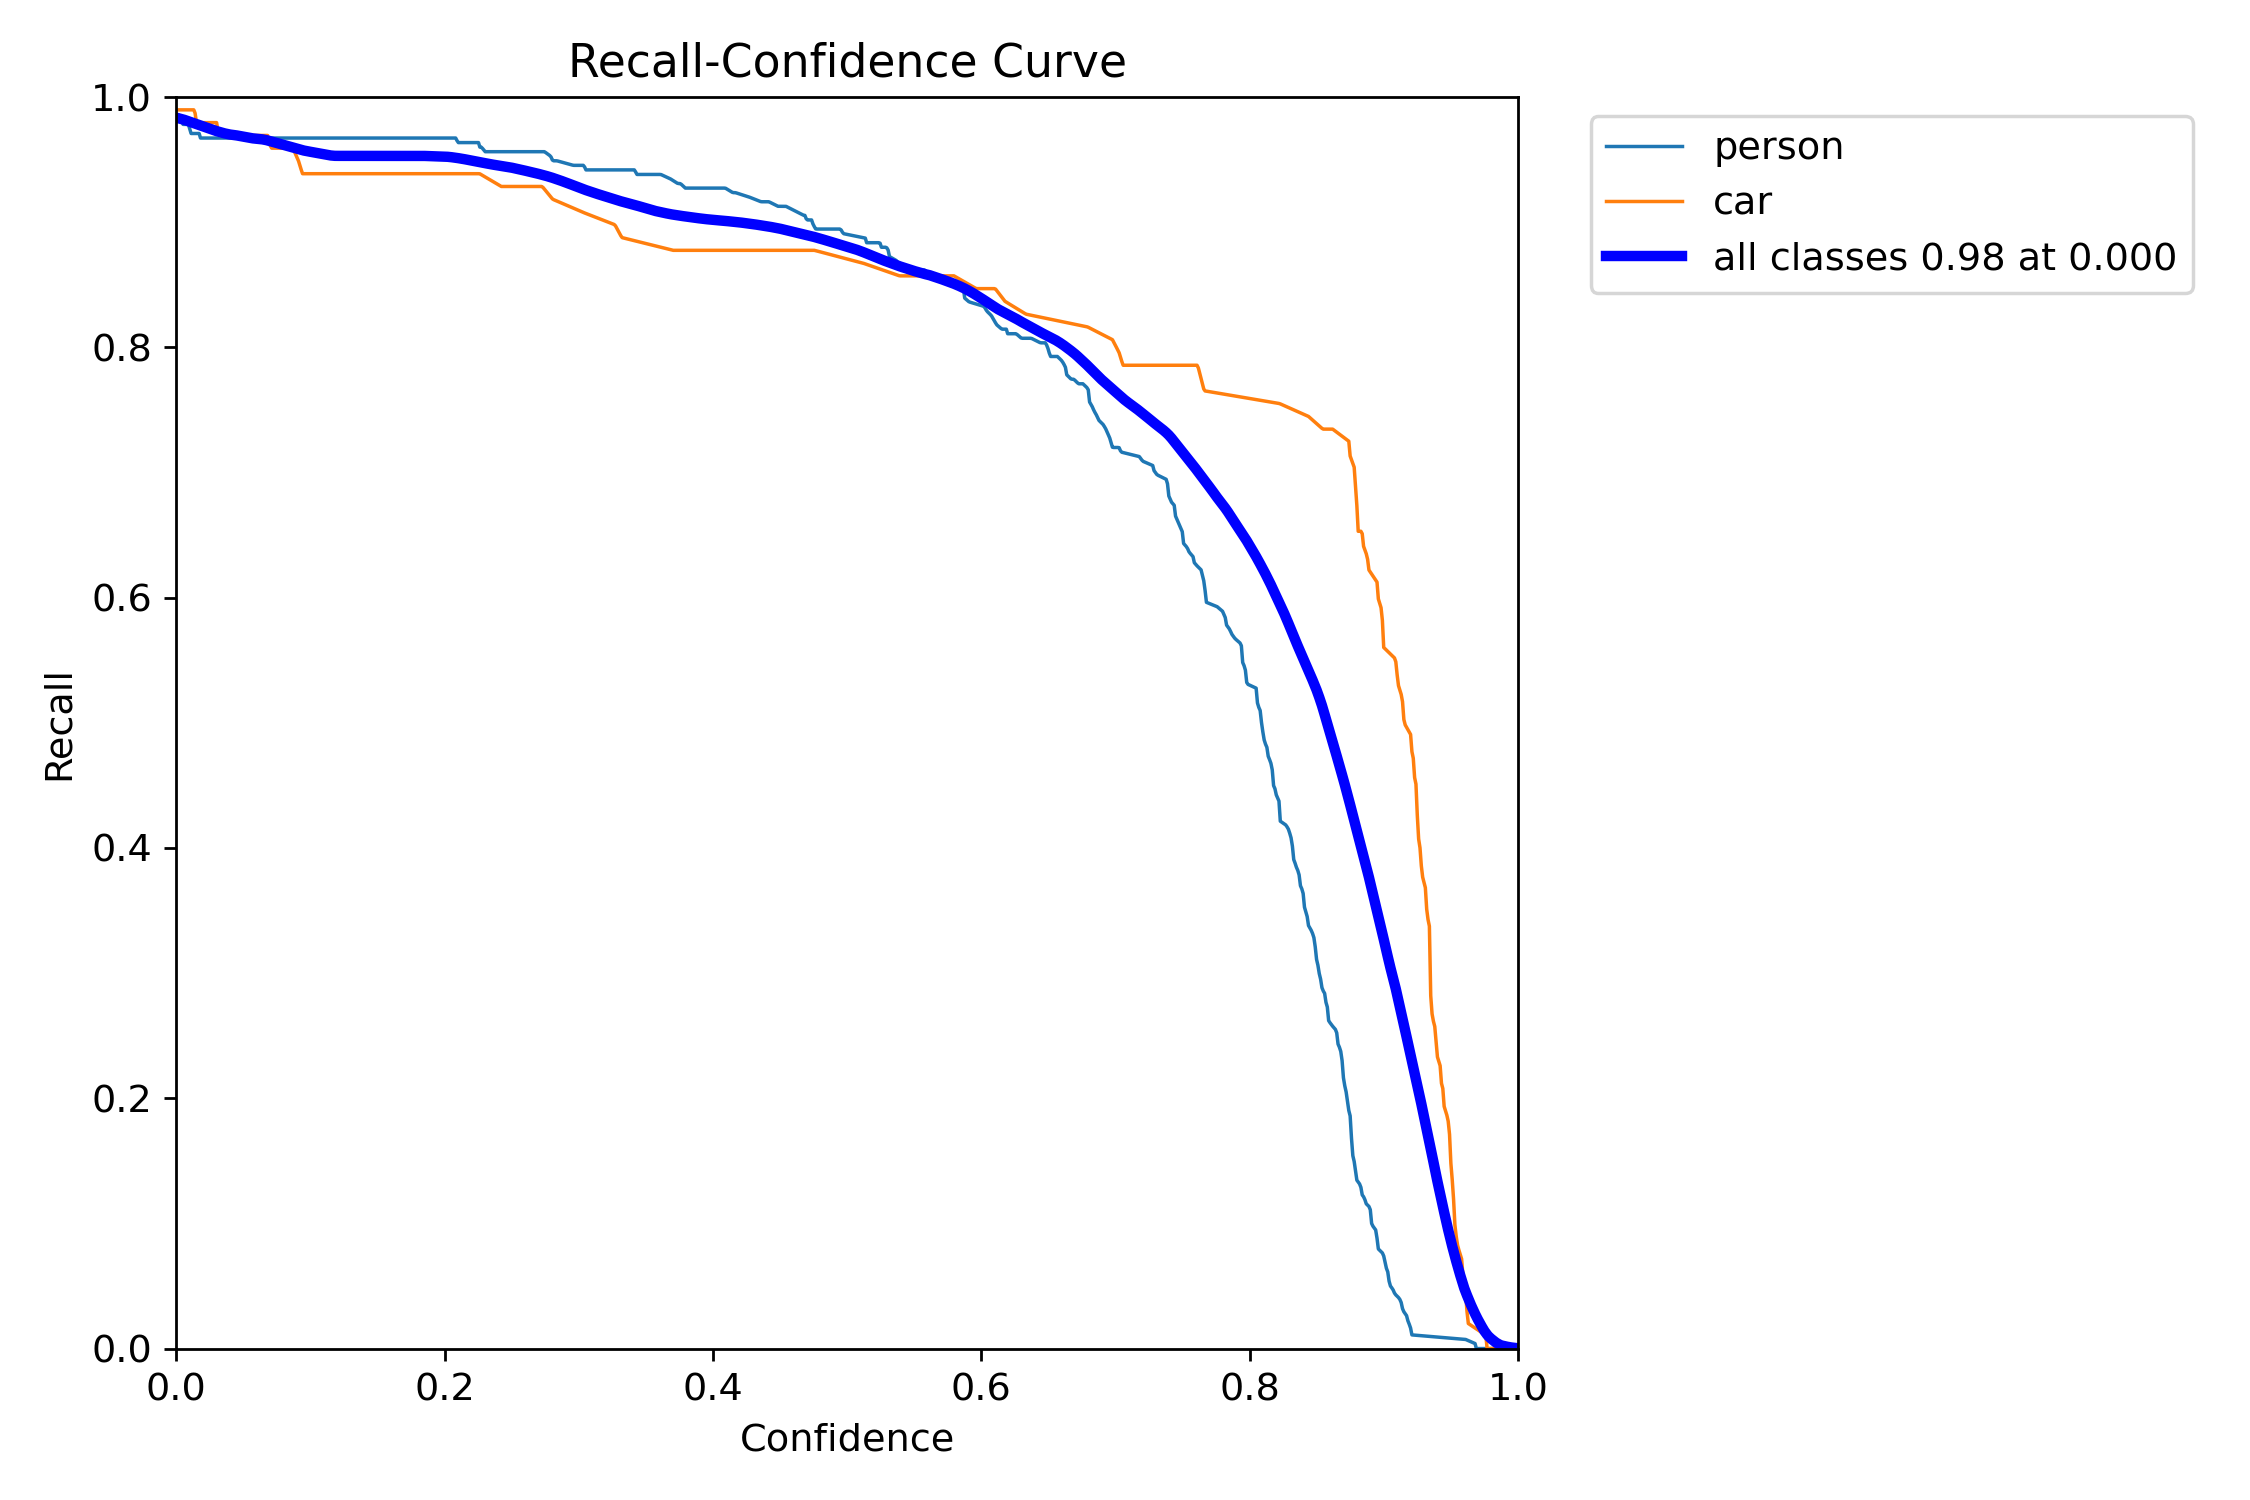 Recall-Confidence Curve
1.0
0.8
0.6
0.4
0.2
0.0
Recall
0.0 0.2 0.4 0.6 0.8 1.0
Confidence
person
car
all classes 0.98 at 0.000